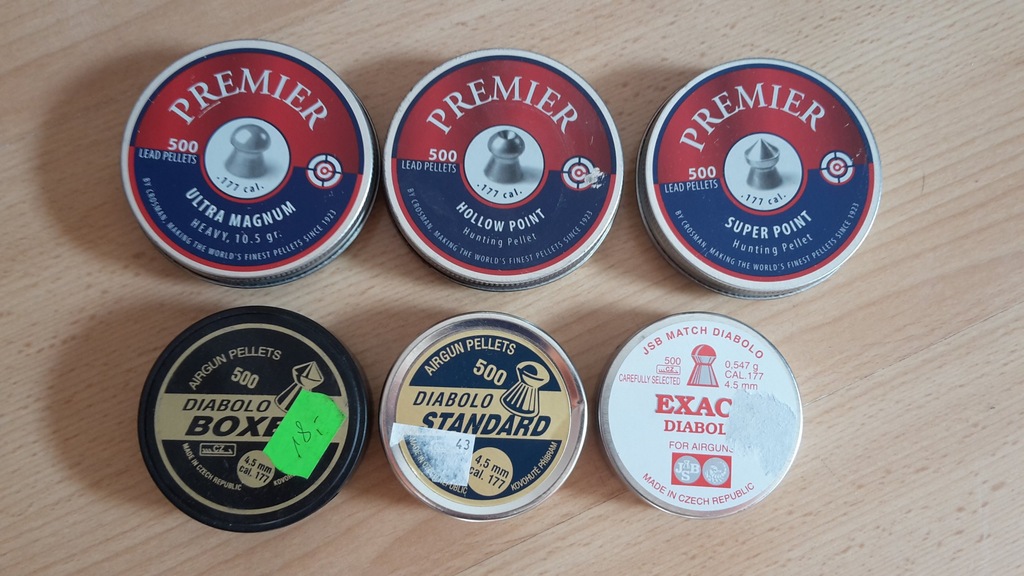 PREMIER
500
LEAD PELLETS
.177 cal.
ULTRA MAGNUM
HEAVY, 10.5 gr.
BY CROSMAN, MAKING THE WORLD'S FINEST PELLETS SINCE 1923
PREMIER
500
LEAD PELLETS
.177 cal.
HOLLOW POINT
Hunting Pellet
BY CROSMAN, MAKING THE WORLD'S FINEST PELLETS SINCE 1923
PREMIER
500
LEAD PELLETS
.177 cal.
SUPER POINT
Hunting Pellet
BY CROSMAN, MAKING THE WORLD'S FINEST PELLETS SINCE 1923
AIRGUN PELLETS
500
DIABOLO
BOXE
18,-
4,5 mm
cal. 177
MADE IN CZECH REPUBLIC
AIRGUN PELLETS
500
DIABOLO
STANDARD
43
4,5 mm
cal. 177
KOVOHUTĚ PŘÍBRAM
JSB MATCH DIABOLO
500
CAREFULLY SELECTED
0,547 g
CAL.177
4.5 mm
EXAC
DIABOL
FOR AIRGUNS
JSB
MADE IN CZECH REPUBLIC